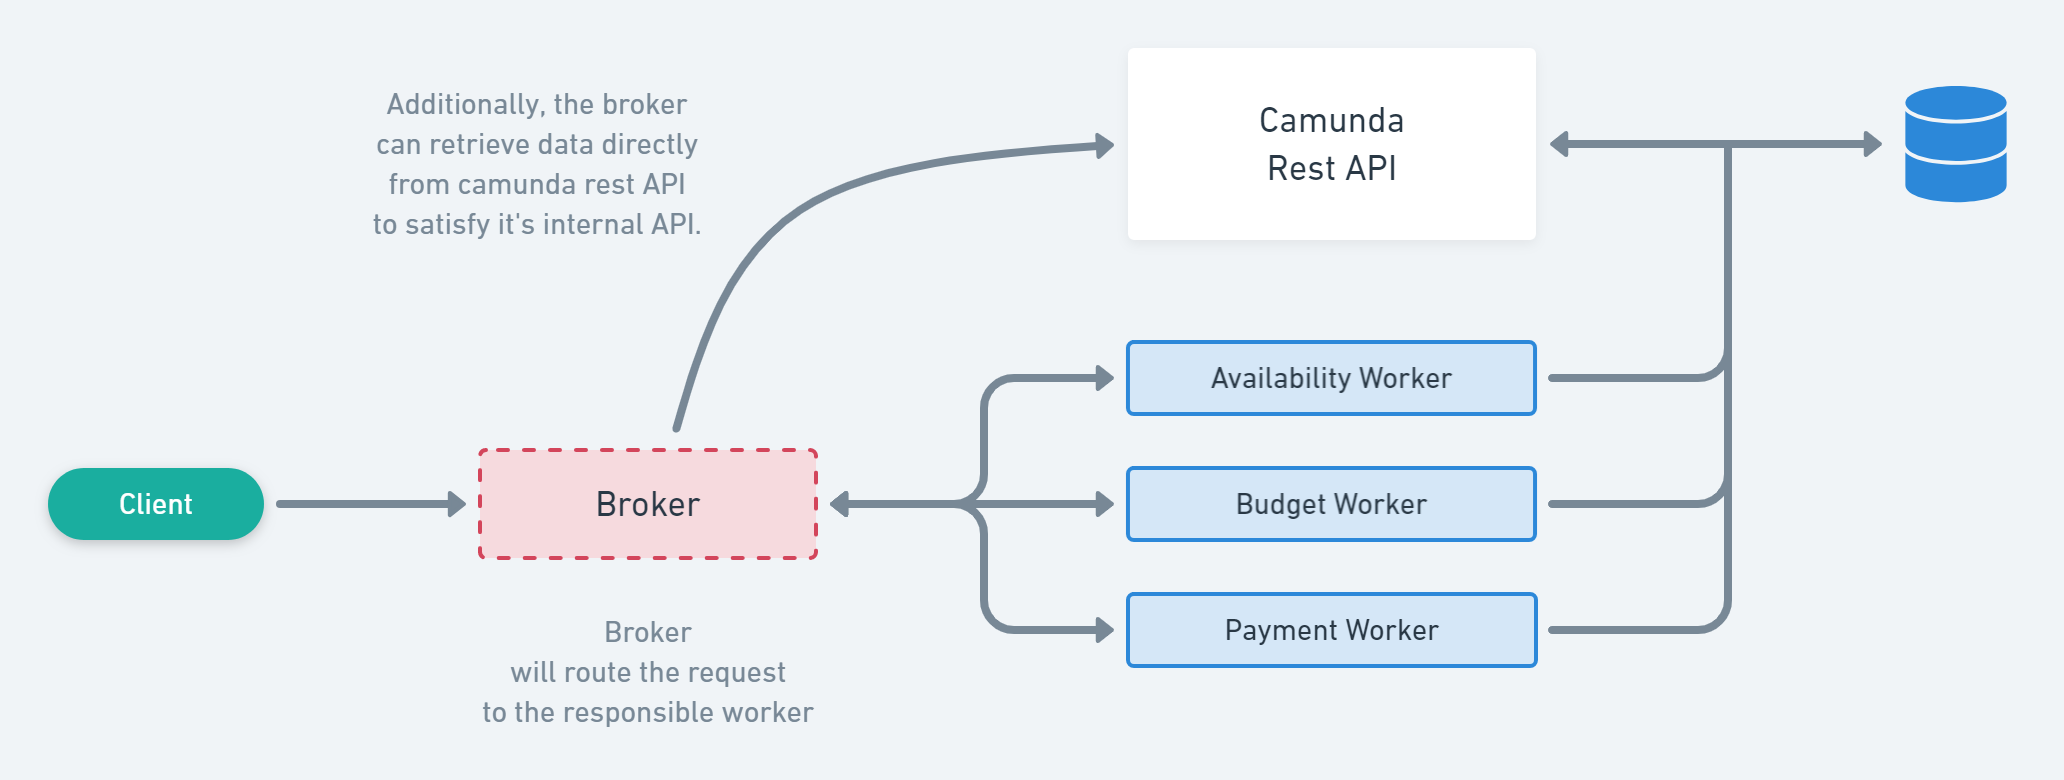 Additionally, the broker
can retrieve data directly
from camunda rest API
to satisfy it's internal API.
Camunda
Rest API
Availability Worker
Client
Broker
Budget Worker
Payment Worker
Broker
will route the request
to the responsible worker